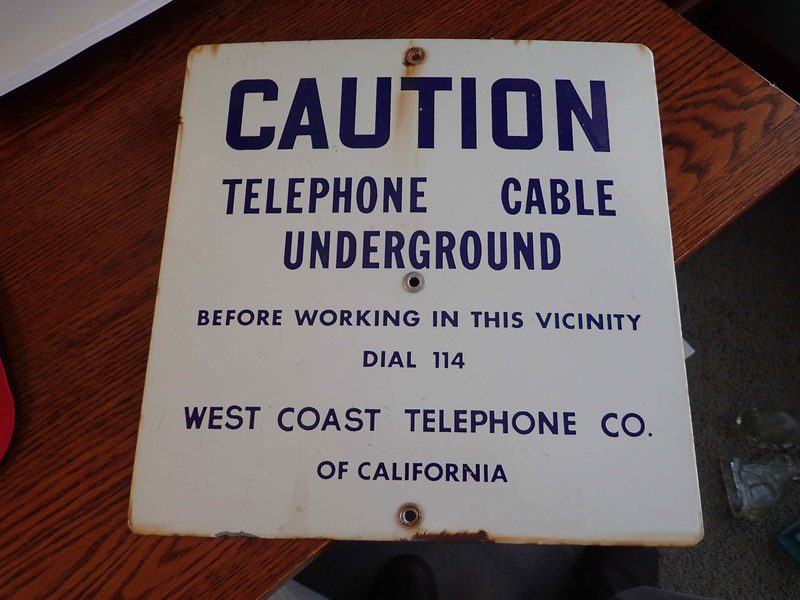 CAUTION
TELEPHONE CABLE
UNDERGROUND
BEFORE WORKING IN THIS VICINITY
DIAL 114
WEST COAST TELEPHONE CO.
OF CALIFORNIA